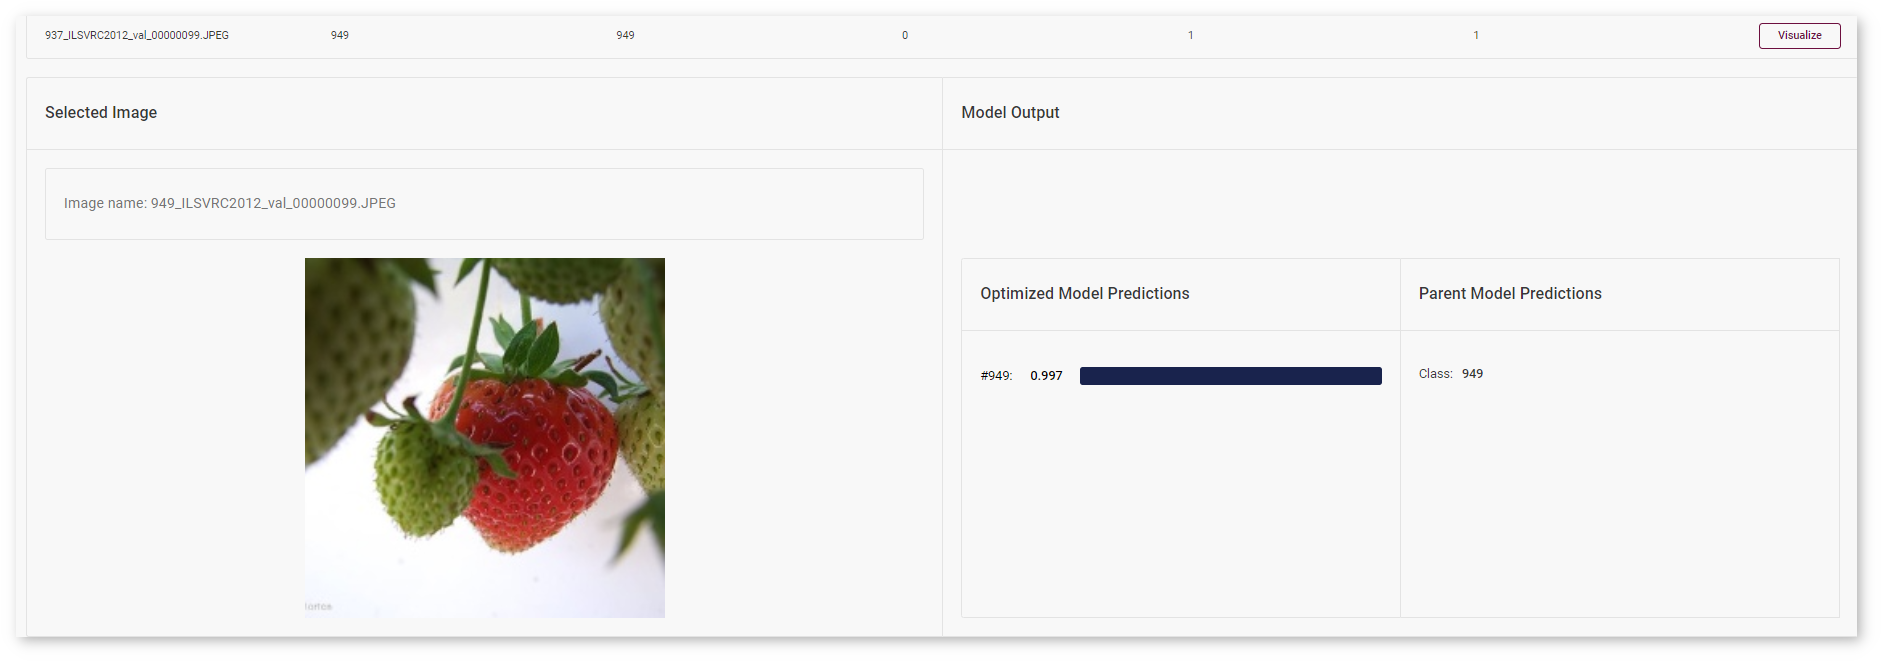 937_ILSVRC2012_val_00000099.JPEG 949 949 0 1 1 Visualize
Selected Image
Model Output
Image name: 949_ILSVRC2012_val_00000099.JPEG
Optimized Model Predictions
Parent Model Predictions
#949: 0.997
Class: 949